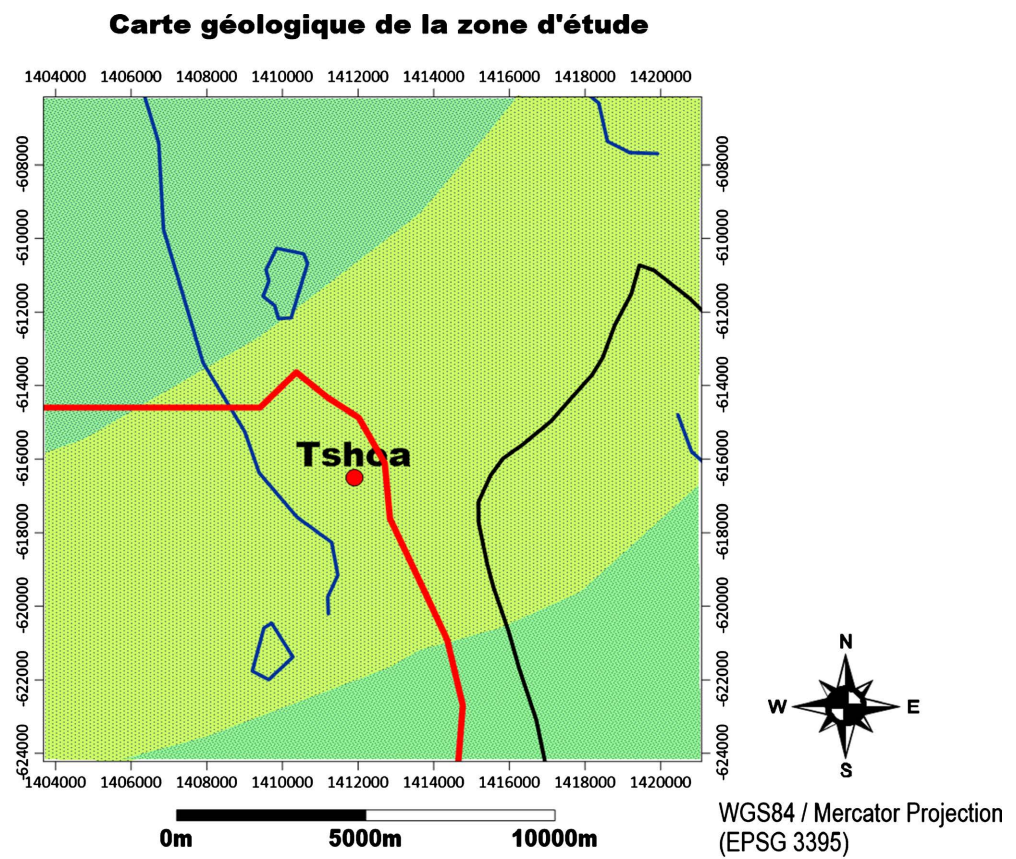 Carte géologique de la zone d'étude
1404000 1406000 1408000 1410000 1412000 1414000 1416000 1418000 1420000
-608000 -608000
-610000 -610000
-612000 -612000
-614000 -614000
Tshoa
-616000 -616000
-618000 -618000
-620000 -620000
-622000 -622000
-624000 -624000
1404000 1406000 1408000 1410000 1412000 1414000 1416000 1418000 1420000
N
W E
S
0m 5000m 10000m
WGS84 / Mercator Projection
(EPSG 3395)